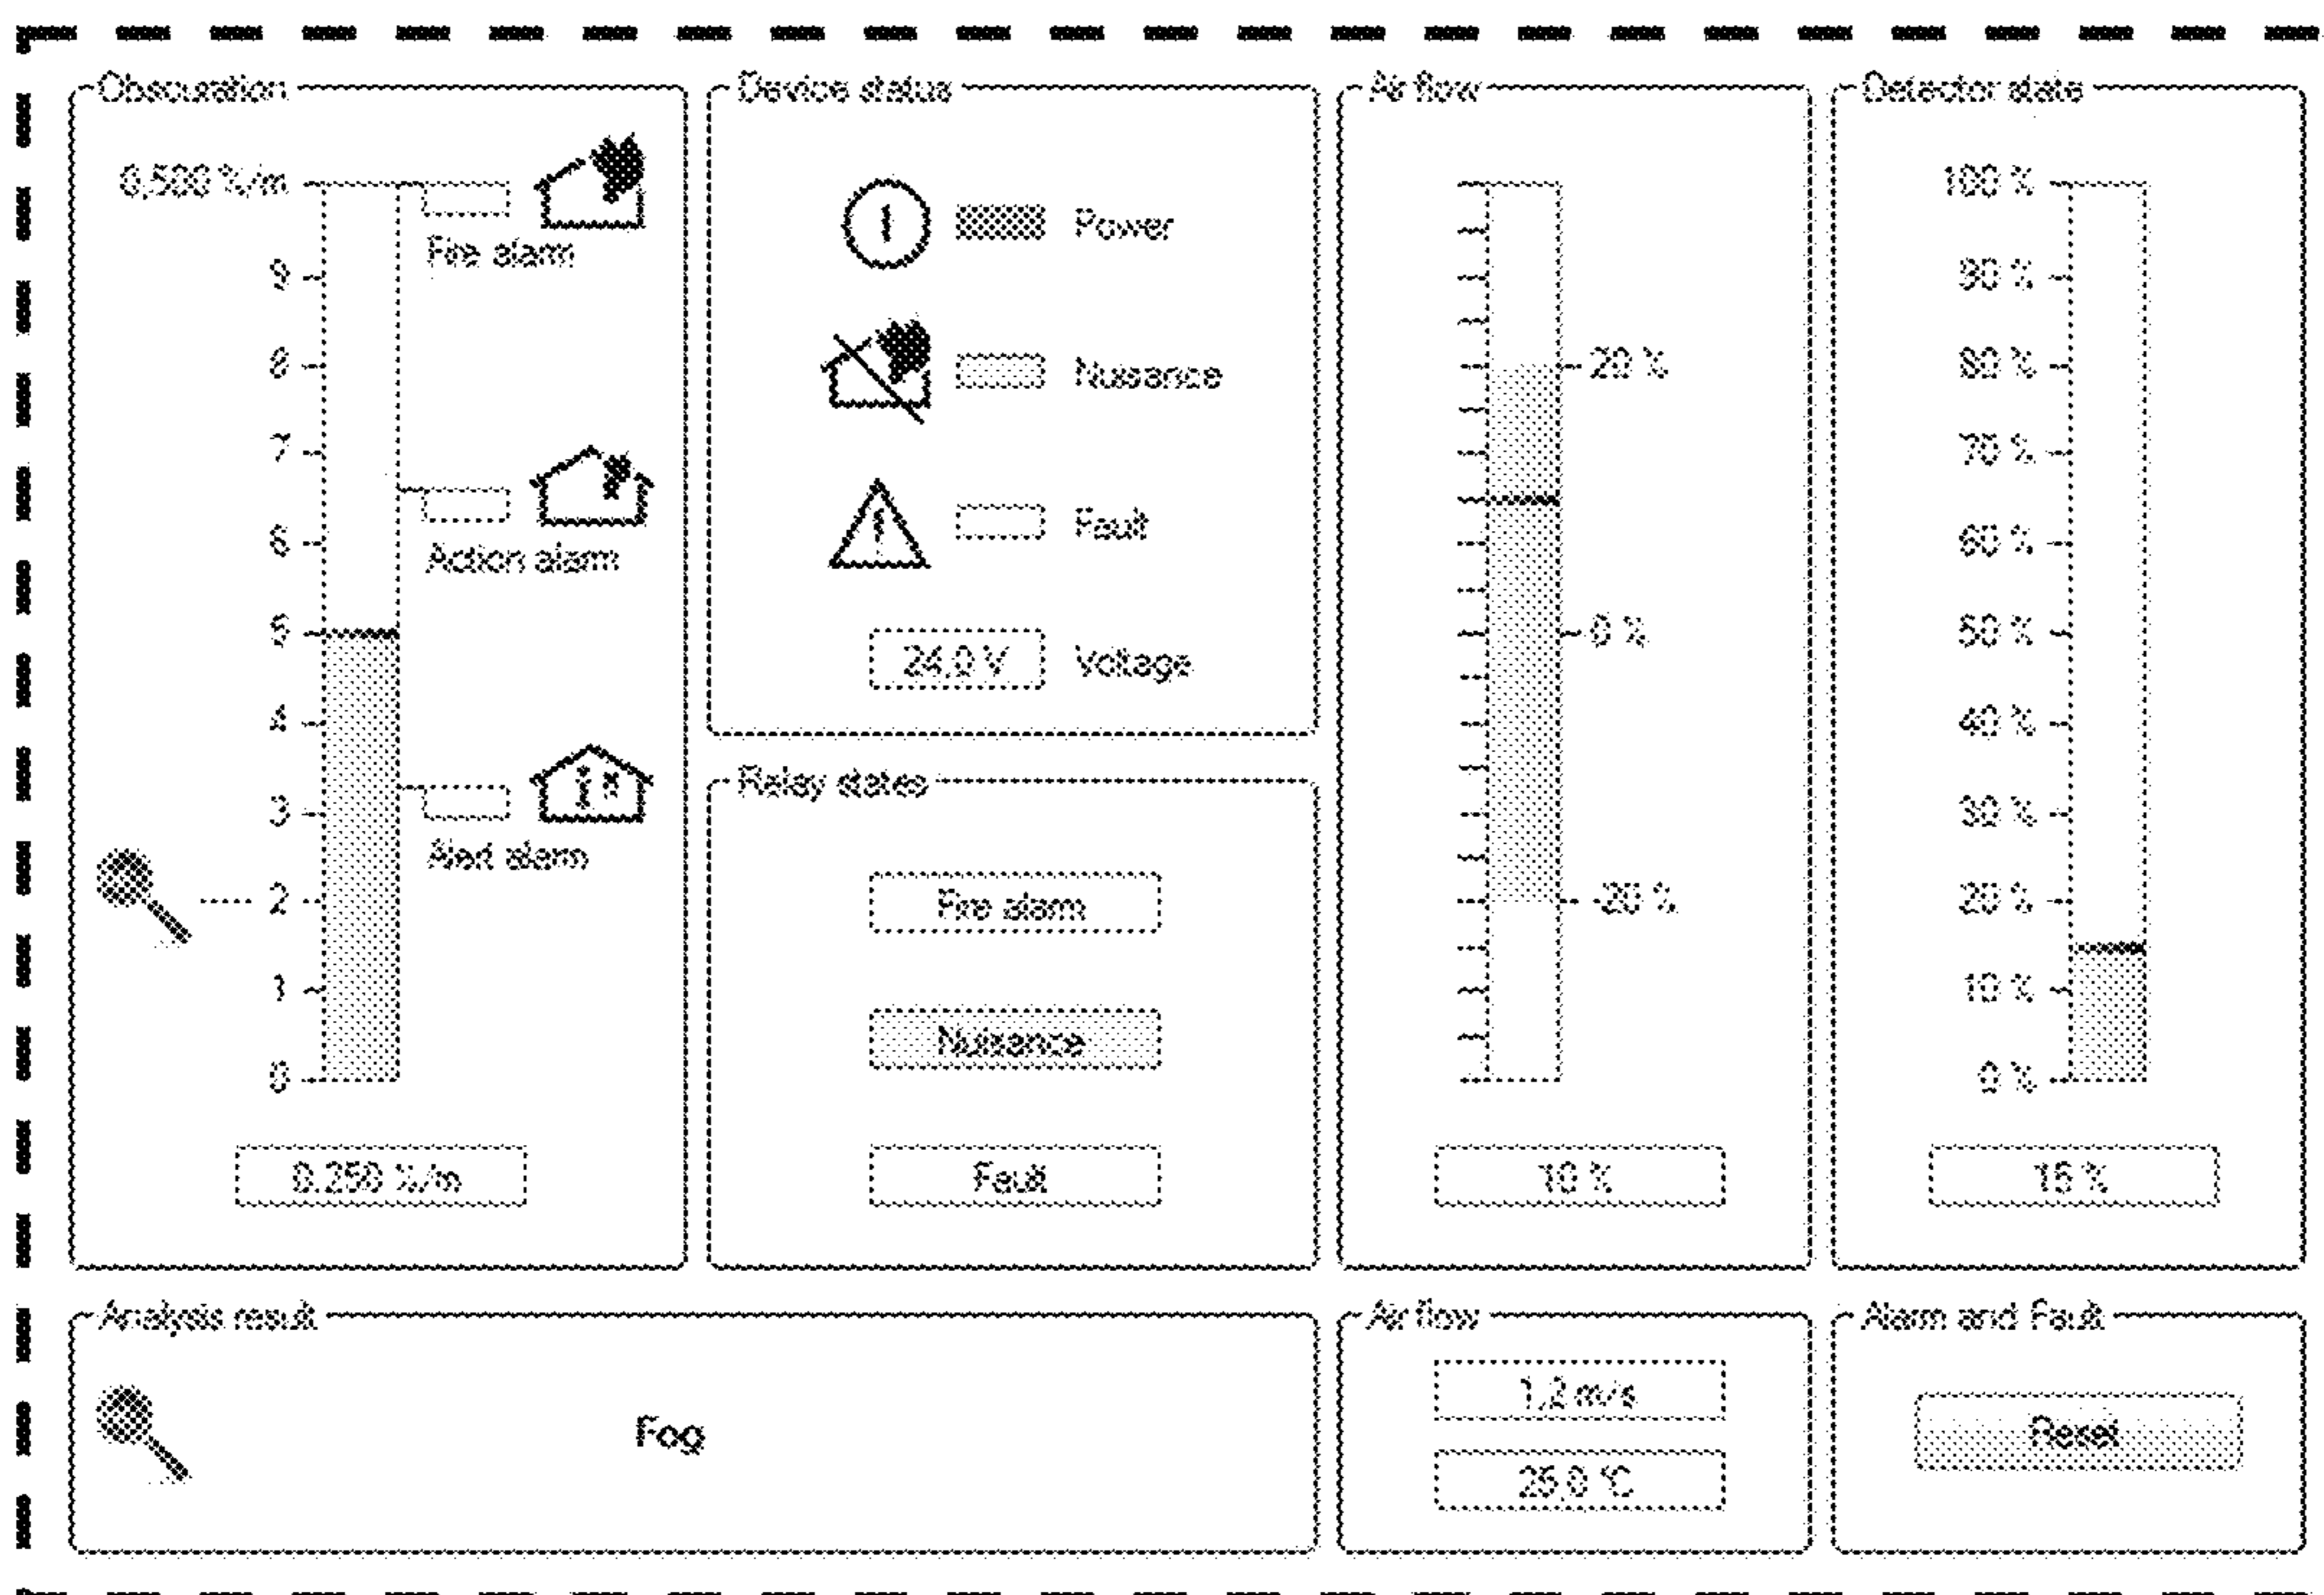 Obscuration
0,500 %/m
Fire alarm
9
8
7
Action alarm
6
5
4
3
Alert alarm
2
1
0
0.250 %/m
Device status
Power
Nuisance
Fault
24,0 V Voltage
Relay states
Fire alarm
Nuisance
Fault
Air flow
20 %
0 %
-20 %
10 %
Detector state
100 %
90 %
80 %
70 %
60 %
50 %
40 %
30 %
20 %
10 %
0 %
15 %
Analysis result
Fog
Air flow
1,2 m/s
25,0 °C
Alarm and Fault
Reset